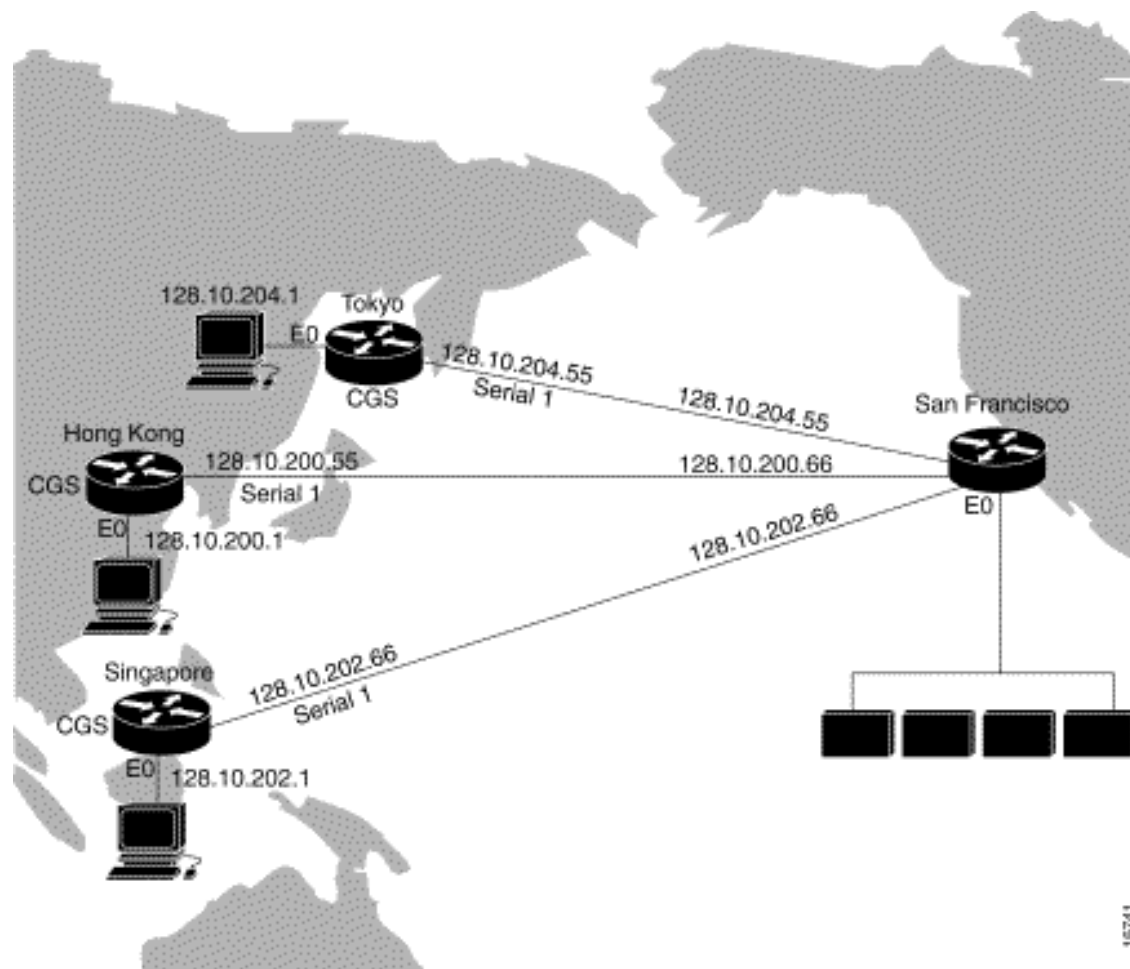 128.10.204.1
Tokyo
E0
CGS
128.10.204.55
Serial 1
128.10.204.55
San Francisco
E0
Hong Kong
CGS
128.10.200.55
Serial 1
128.10.200.66
E0
128.10.200.1
128.10.202.66
Singapore
CGS
128.10.202.66
Serial 1
E0
128.10.202.1
16741